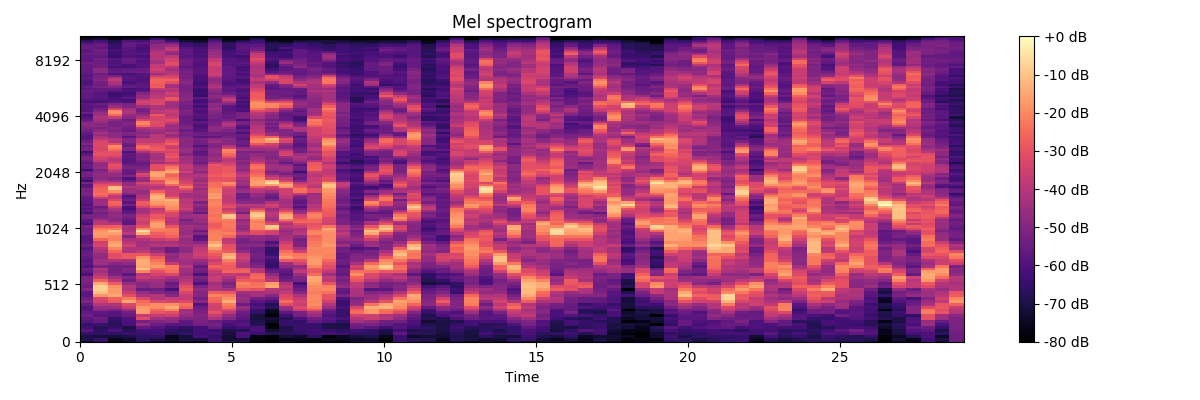 Mel spectrogram
8192
4096
2048
1024
512
0
Hz
0 5 10 15 20 25
Time
+0 dB
-10 dB
-20 dB
-30 dB
-40 dB
-50 dB
-60 dB
-70 dB
-80 dB